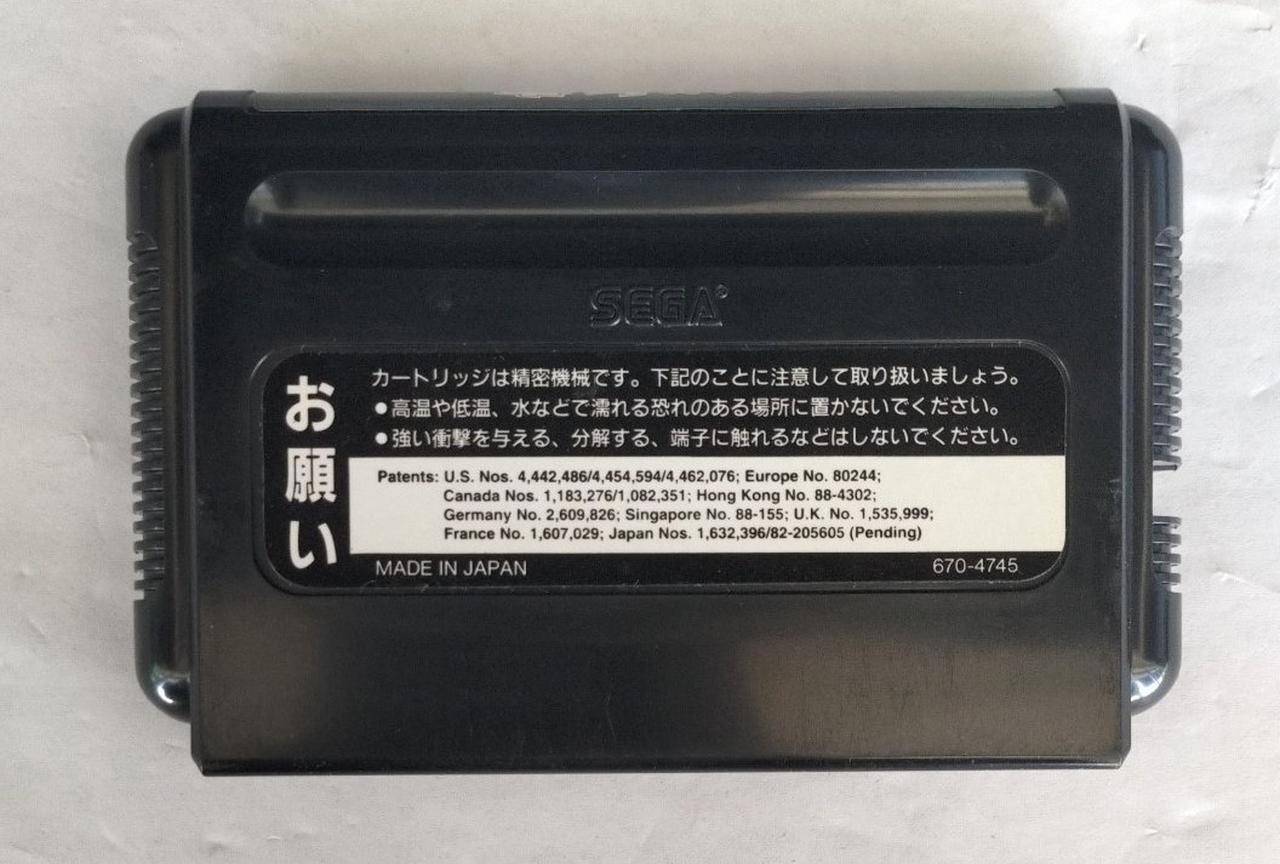 SEGA®
お願い
カートリッジは精密機械です。下記のことに注意して取り扱いましょう。
●高温や低温、水などで濡れる恐れのある場所に置かないでください。
●強い衝撃を与える、分解する、端子に触れるなどはしないでください。
Patents: U.S. Nos. 4,442,486/4,454,594/4,462,076; Europe No. 80244;
Canada Nos. 1,183,276/1,082,351; Hong Kong No. 88-4302;
Germany No. 2,609,826; Singapore No. 88-155; U.K. No. 1,535,999;
France No. 1,607,029; Japan Nos. 1,632,396/82-205605 (Pending)
MADE IN JAPAN
670-4745